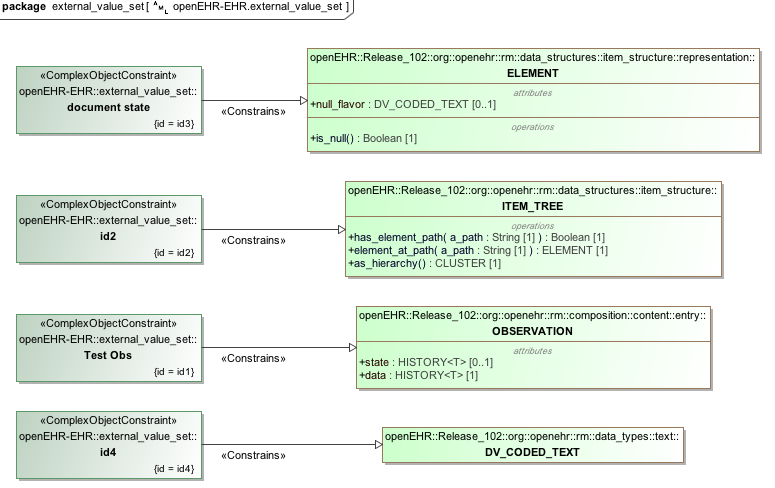 package external_value_set [ AML openEHR-EHR.external_value_set ]
«ComplexObjectConstraint»
openEHR-EHR::external_value_set::
document state
{id = id3}
«Constrains»
openEHR::Release_102::org::openehr::rm::data_structures::item_structure::representation::
ELEMENT
attributes
+null_flavor : DV_CODED_TEXT [0..1]
operations
+is_null() : Boolean [1]
«ComplexObjectConstraint»
openEHR-EHR::external_value_set::
id2
{id = id2}
«Constrains»
openEHR::Release_102::org::openehr::rm::data_structures::item_structure::
ITEM_TREE
operations
+has_element_path( a_path : String [1] ) : Boolean [1]
+element_at_path( a_path : String [1] ) : ELEMENT [1]
+as_hierarchy() : CLUSTER [1]
«ComplexObjectConstraint»
openEHR-EHR::external_value_set::
Test Obs
{id = id1}
«Constrains»
openEHR::Release_102::org::openehr::rm::composition::content::entry::
OBSERVATION
attributes
+state : HISTORY<T> [0..1]
+data : HISTORY<T> [1]
«ComplexObjectConstraint»
openEHR-EHR::external_value_set::
id4
{id = id4}
«Constrains»
openEHR::Release_102::org::openehr::rm::data_types::text::
DV_CODED_TEXT